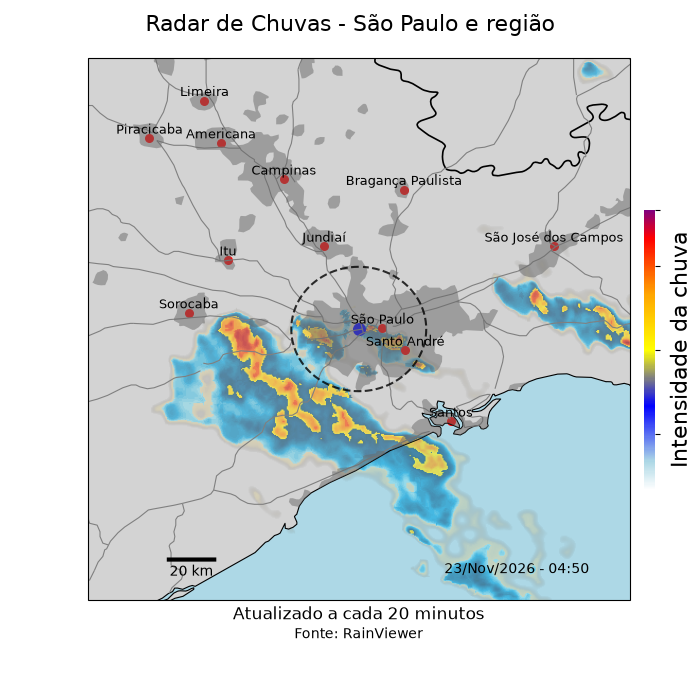 Radar de Chuvas - São Paulo e região
Limeira
Piracicaba
Americana
Campinas
Bragança Paulista
Jundiaí
São José dos Campos
Itu
Sorocaba
São Paulo
Santo André
Santos
Intensidade da chuva
23/Nov/2026 - 04:50
20 km
Atualizado a cada 20 minutos
Fonte: RainViewer